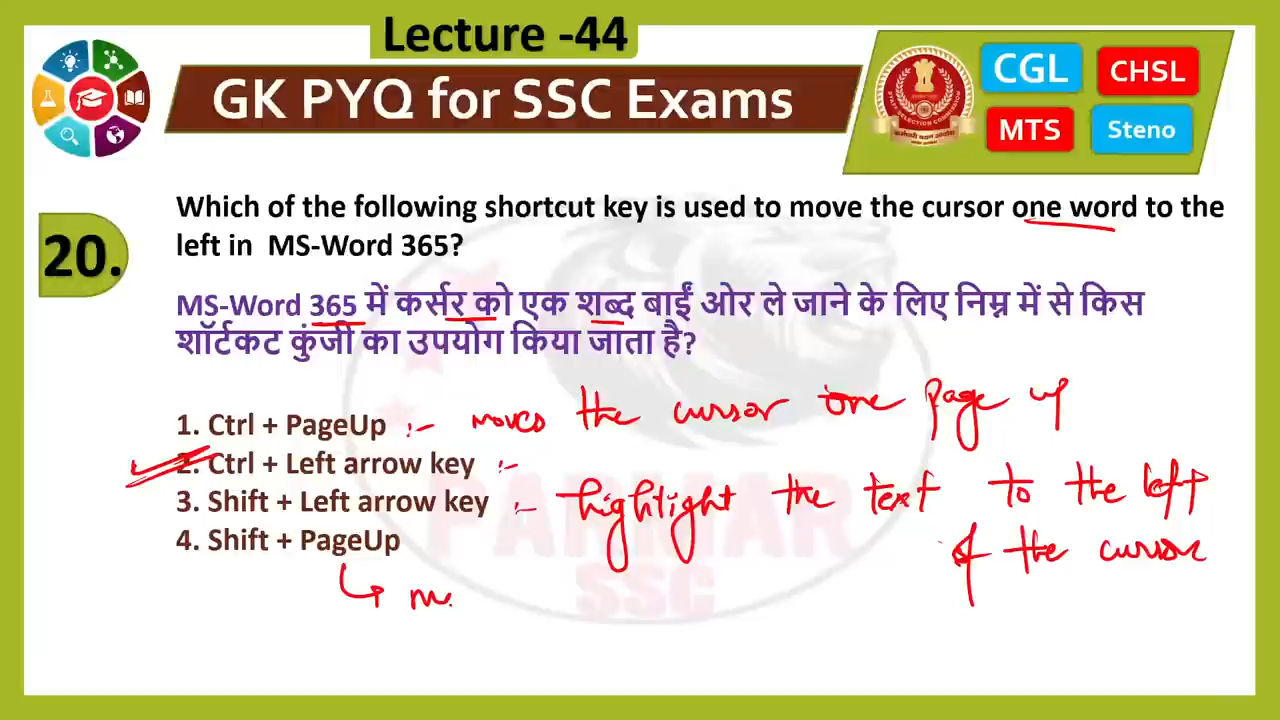 Lecture -44
GK PYQ for SSC Exams
CGL
CHSL
MTS
Steno
20.
Which of the following shortcut key is used to move the cursor one word to the
left in MS-Word 365?
MS-Word 365 में कर्सर को एक शब्द बाईं ओर ले जाने के लिए निम्न में से किस
शॉर्टकट कुंजी का उपयोग किया जाता है?
1. Ctrl + PageUp :- moves the cursor one page up
2. Ctrl + Left arrow key :-
3. Shift + Left arrow key :- highlight the text to the left
of the cursor
4. Shift + PageUp
m.
PARMAR
SSC